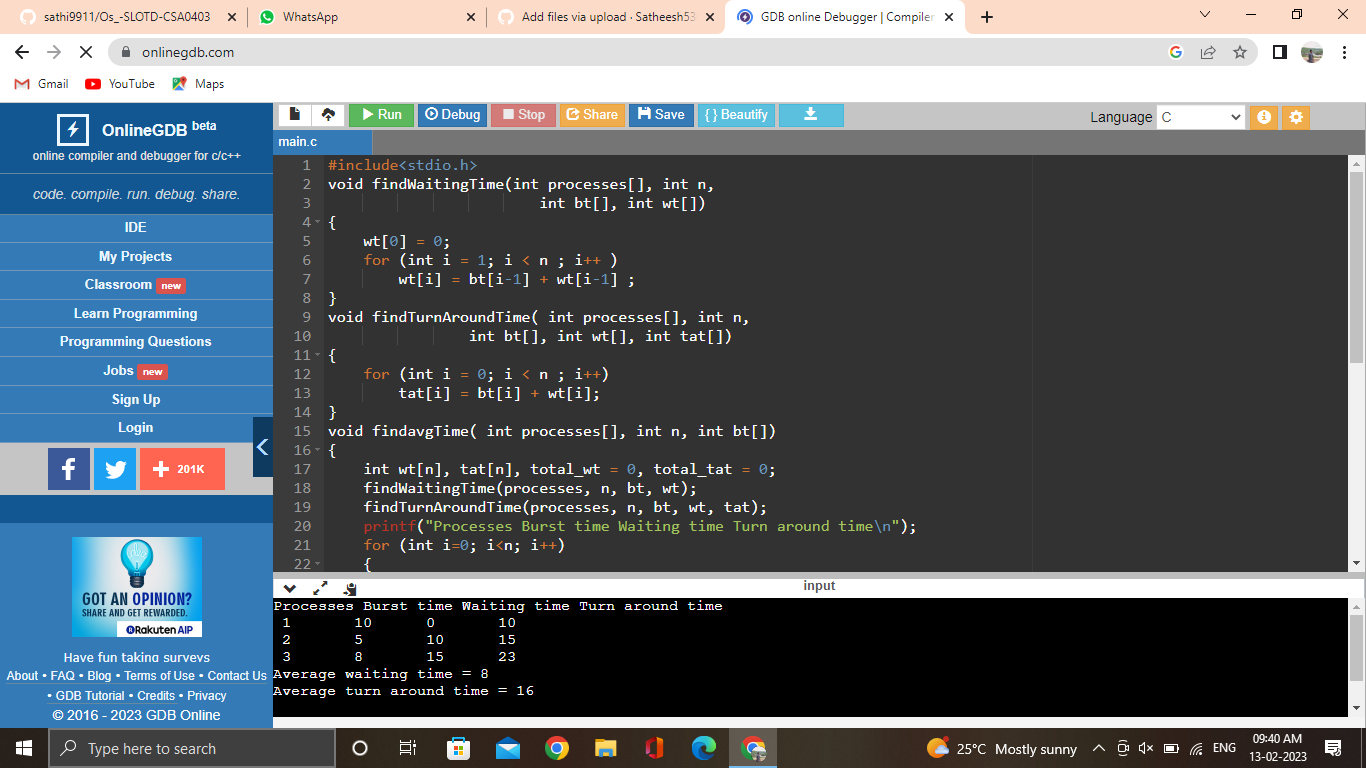 sathi9911/Os_-SLOTD-CSA0403
WhatsApp
Add files via upload · Satheesh53
GDB online Debugger | Compiler
onlinegdb.com
Gmail
YouTube
Maps
OnlineGDB beta
online compiler and debugger for c/c++
code. compile. run. debug. share.
IDE
My Projects
Classroom new
Learn Programming
Programming Questions
Jobs new
Sign Up
Login
f
+ 201K
GOT AN OPINION?
SHARE AND GET REWARDED.
Rakuten AIP
Have fun taking surveys
About • FAQ • Blog • Terms of Use • Contact Us
• GDB Tutorial • Credits • Privacy
© 2016 - 2023 GDB Online
Run
Debug
Stop
Share
Save
{ } Beautify
Language C
main.c
1 #include<stdio.h>
2 void findWaitingTime(int processes[], int n,
3 int bt[], int wt[])
4 {
5 wt[0] = 0;
6 for (int i = 1; i < n ; i++ )
7 wt[i] = bt[i-1] + wt[i-1] ;
8 }
9 void findTurnAroundTime( int processes[], int n,
10 int bt[], int wt[], int tat[])
11 {
12 for (int i = 0; i < n ; i++)
13 tat[i] = bt[i] + wt[i];
14 }
15 void findavgTime( int processes[], int n, int bt[])
16 {
17 int wt[n], tat[n], total_wt = 0, total_tat = 0;
18 findWaitingTime(processes, n, bt, wt);
19 findTurnAroundTime(processes, n, bt, wt, tat);
20 printf("Processes Burst time Waiting time Turn around time\n");
21 for (int i=0; i<n; i++)
22 {
input
Processes Burst time Waiting time Turn around time
1 10 0 10
2 5 10 15
3 8 15 23
Average waiting time = 8
Average turn around time = 16
Type here to search
25°C Mostly sunny
ENG
09:40 AM
13-02-2023